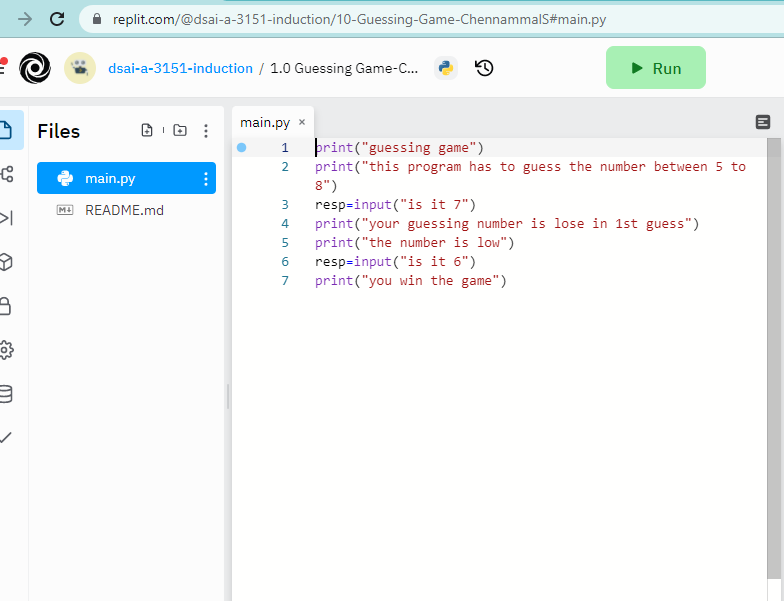 replit.com/@dsai-a-3151-induction/10-Guessing-Game-ChennammalS#main.py
dsai-a-3151-induction / 1.0 Guessing Game-C...
Run
Files
main.py
README.md
main.py ×
1 print("guessing game")
2 print("this program has to guess the number between 5 to
8")
3 resp=input("is it 7")
4 print("your guessing number is lose in 1st guess")
5 print("the number is low")
6 resp=input("is it 6")
7 print("you win the game")